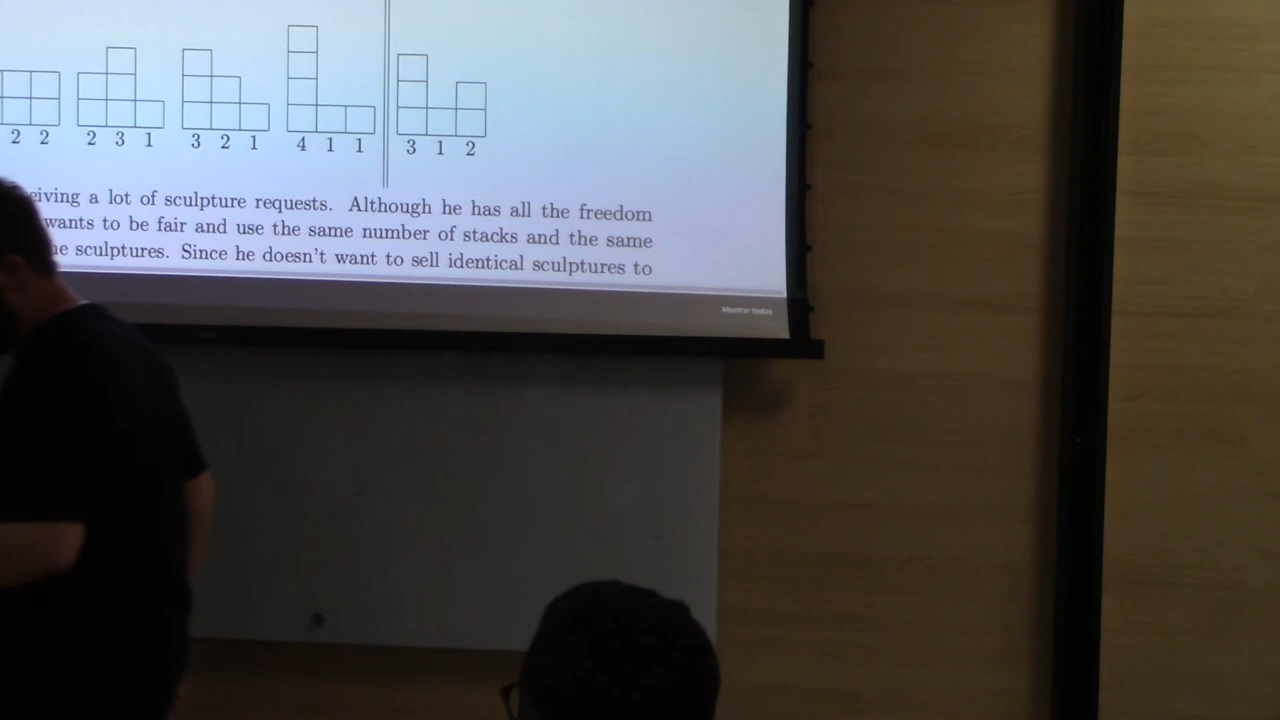 2 2 2 3 1 3 2 1 4 1 1 3 1 2
a lot of sculpture requests. Although he has all the freedom
wants to be fair and use the same number of stacks and the same
sculptures. Since he doesn't want to sell identical sculptures to
Mostrar todas